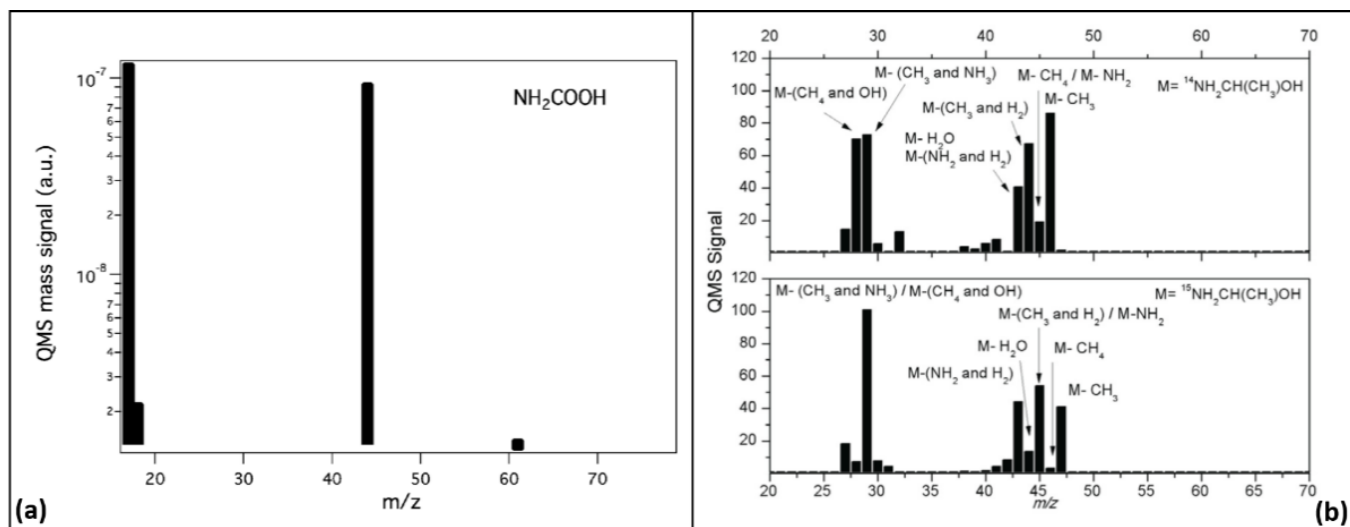 10⁻⁷
8
7
6
5
4
3
2
10⁻⁸
8
7
6
5
4
3
2
QMS mass signal (a.u.)
NH₂COOH
20 30 40 50 60 70
m/z
(a)
20 30 40 50 60 70
120
100
80
60
40
20
M- (CH₃ and NH₃)
M- CH₄ / M- NH₂
M= ¹⁴NH₂CH(CH₃)OH
M-(CH₄ and OH)
M- CH₃
M-(CH₃ and H₂)
M- H₂O
M-(NH₂ and H₂)
QMS Signal
120
100
80
60
40
20
M- (CH₃ and NH₃) / M-(CH₄ and OH)
M= ¹⁵NH₂CH(CH₃)OH
M-(CH₃ and H₂) / M-NH₂
M- H₂O
M- CH₄
M-(NH₂ and H₂)
M- CH₃
20 25 30 35 40 45 50 55 60 65 70
m/z
(b)